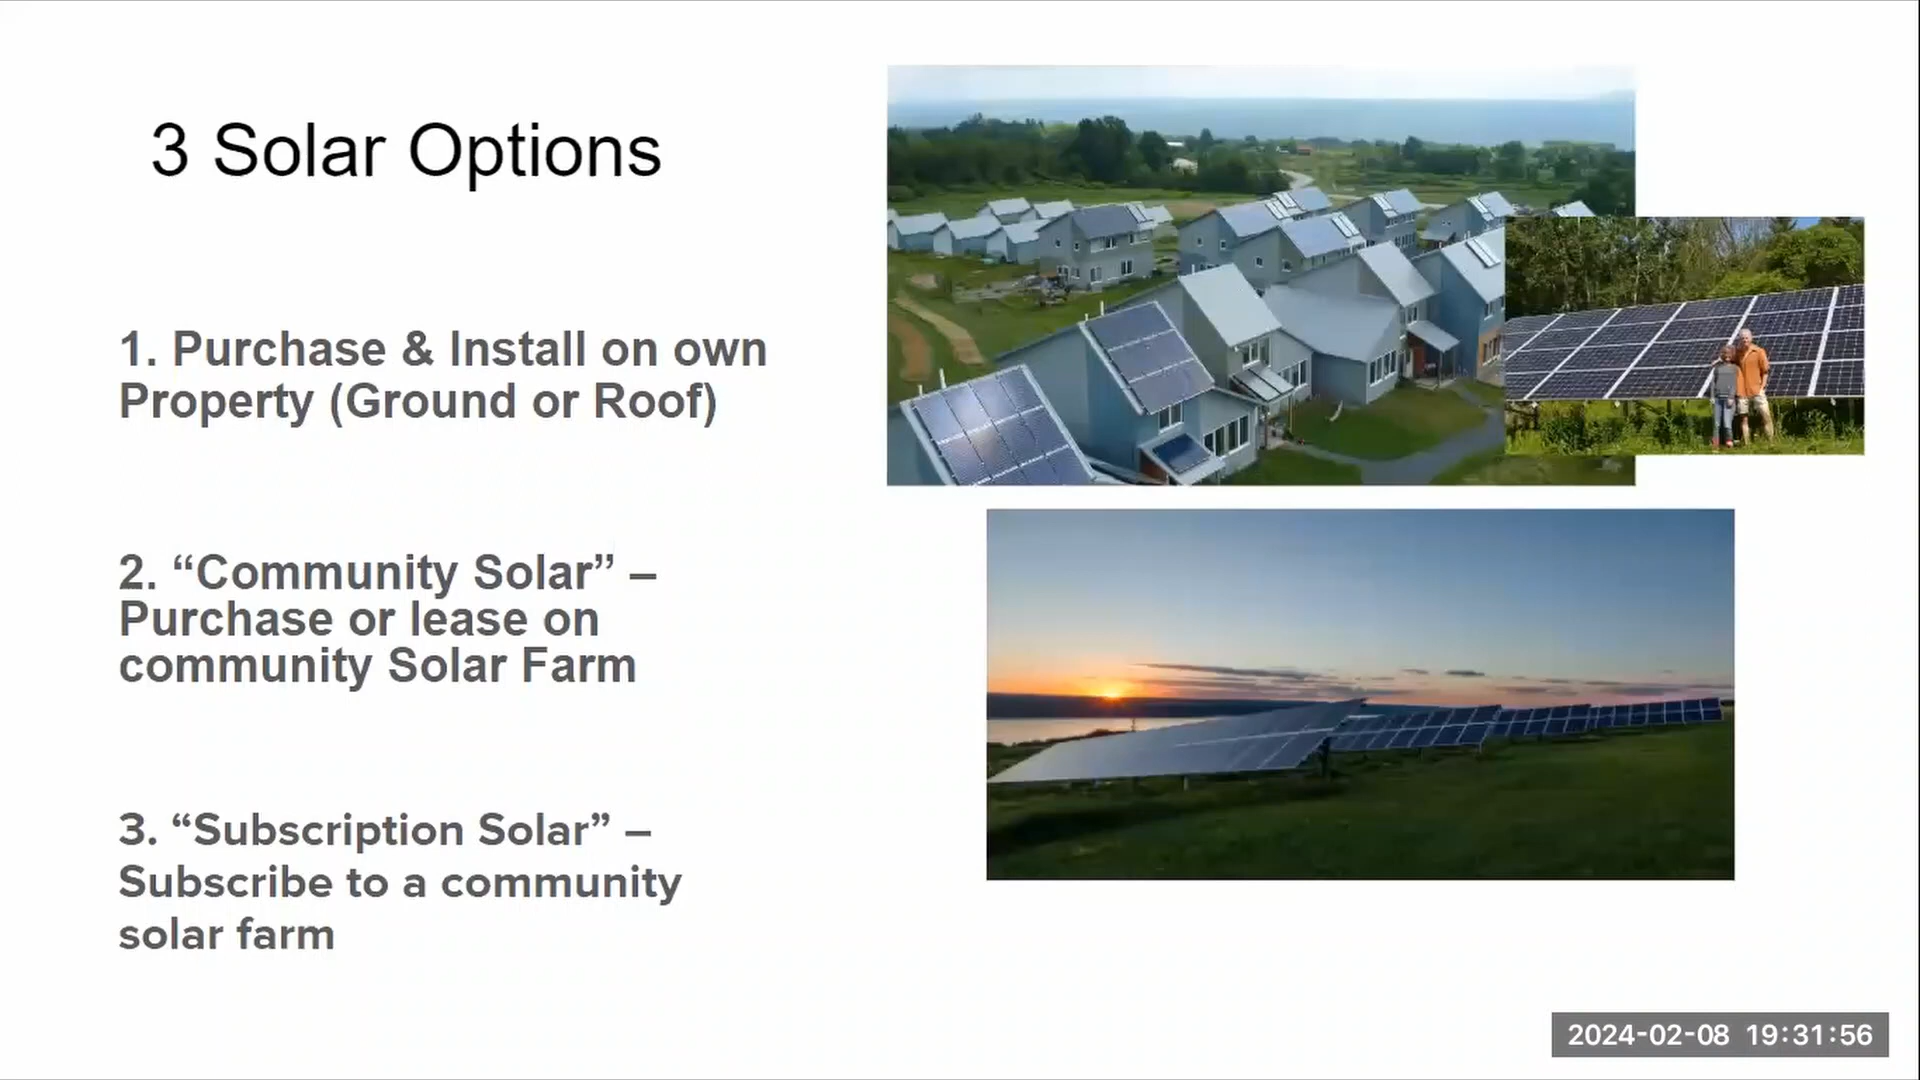 3 Solar Options
1. Purchase & Install on own
Property (Ground or Roof)
2. “Community Solar” –
Purchase or lease on
community Solar Farm
3. “Subscription Solar” –
Subscribe to a community
solar farm
2024-02-08 19:31:56